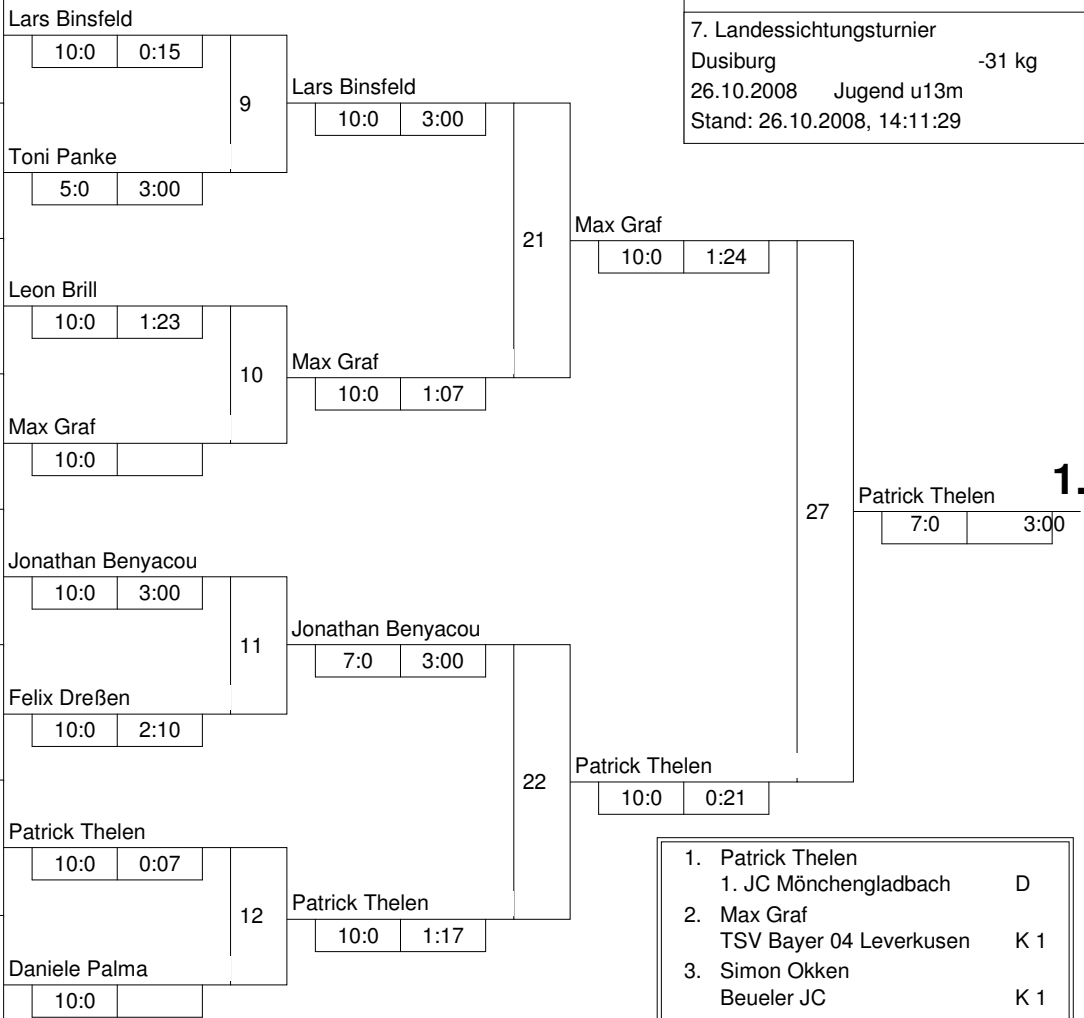 7. Landessichtungsturnier
Dusiburg -31 kg
26.10.2008 Jugend u13m
Stand: 26.10.2008, 14:11:29
Lars Binsfeld
10:0 0:15
9
Toni Panke
5:0 3:00
Leon Brill
10:0 1:23
10
Max Graf
10:0
Jonathan Benyacou
10:0 3:00
11
Felix Dreßen
10:0 2:10
Patrick Thelen
10:0 0:07
12
Daniele Palma
10:0
Lars Binsfeld
10:0 3:00
21
Max Graf
10:0 1:07
Jonathan Benyacou
7:0 3:00
22
Patrick Thelen
10:0 1:17
Max Graf
10:0 1:24
27
Patrick Thelen
10:0 0:21
Patrick Thelen 1.
7:0 3:00
1. Patrick Thelen
1. JC Mönchengladbach D
2. Max Graf
TSV Bayer 04 Leverkusen K 1
3. Simon Okken
Beueler JC K 1